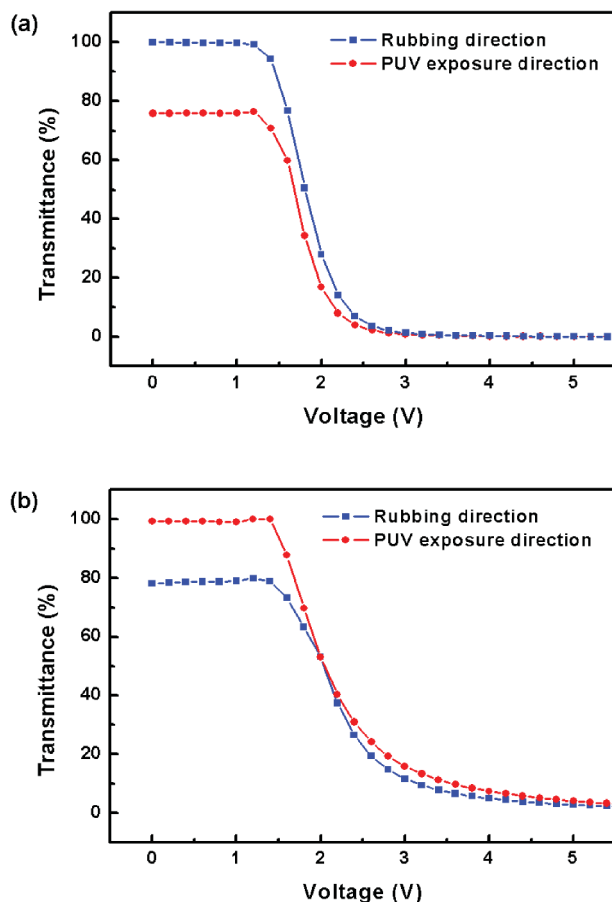 (a)
Rubbing direction
PUV exposure direction
Transmittance (%)
100
80
60
40
20
0
0 1 2 3 4 5
Voltage (V)
(b)
Rubbing direction
PUV exposure direction
Transmittance (%)
100
80
60
40
20
0
0 1 2 3 4 5
Voltage (V)